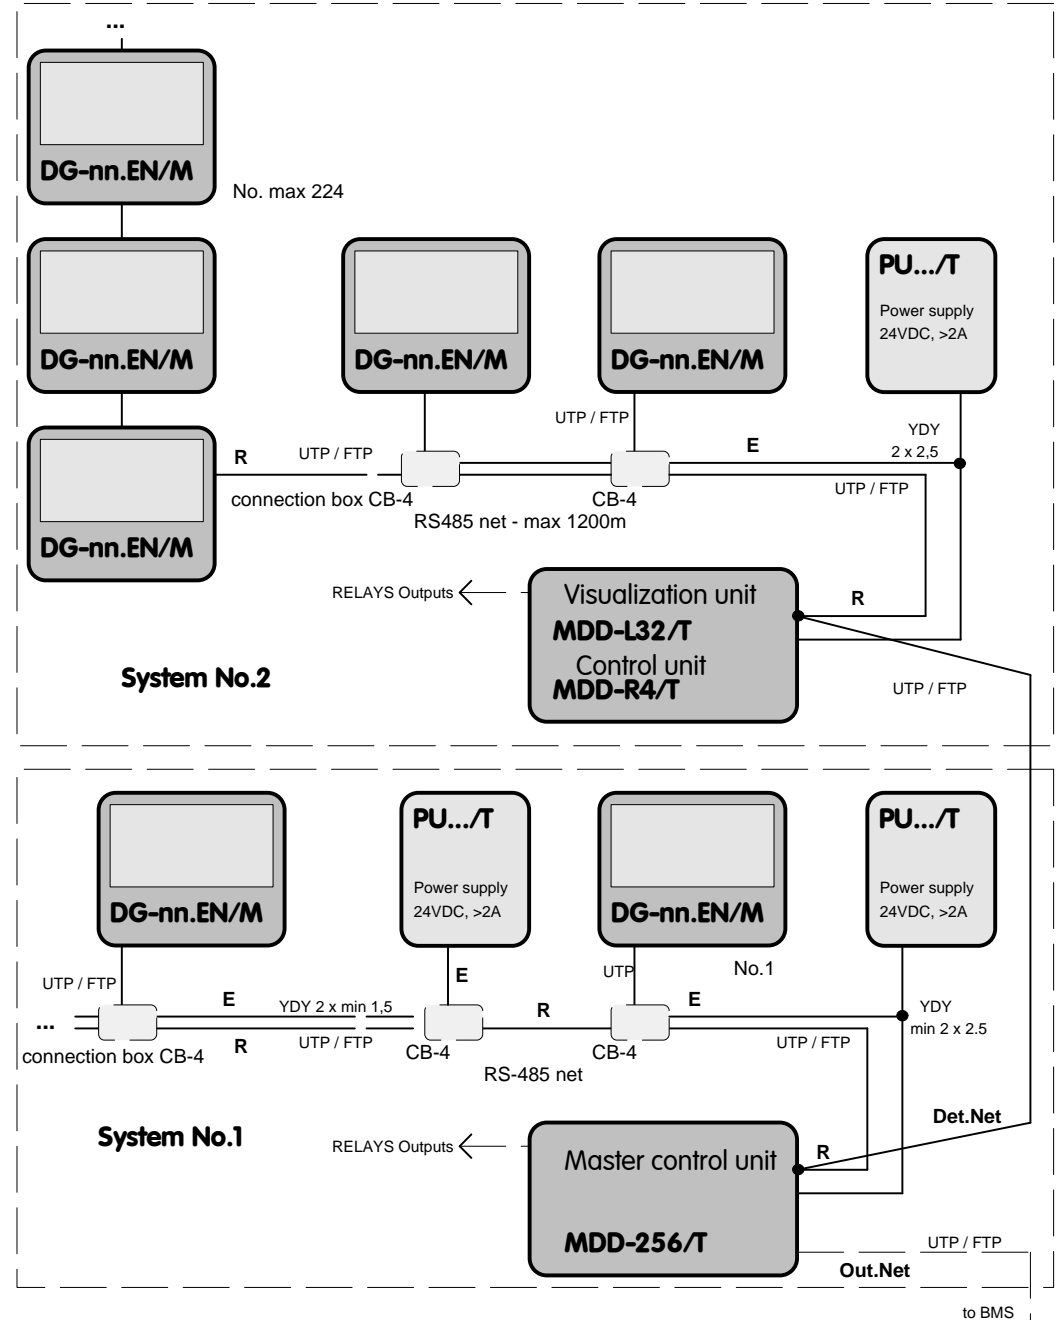 ...
DG-nn.EN/M
No. max 224
DG-nn.EN/M
DG-nn.EN/M
DG-nn.EN/M
PU.../T
Power supply
24VDC, >2A
DG-nn.EN/M
R
UTP / FTP
UTP / FTP
E
YDY
2 x 2,5
connection box CB-4
CB-4
UTP / FTP
RS485 net - max 1200m
RELAYS Outputs
Visualization unit
MDD-L32/T
Control unit
MDD-R4/T
R
UTP / FTP
System No.2
DG-nn.EN/M
PU.../T
Power supply
24VDC, >2A
DG-nn.EN/M
PU.../T
Power supply
24VDC, >2A
UTP / FTP
E
UTP
No.1
...
E
YDY 2 x min 1,5
R
E
YDY
min 2 x 2.5
connection box CB-4
R
UTP / FTP
CB-4
CB-4
UTP / FTP
RS-485 net
System No.1
RELAYS Outputs
Master control unit
MDD-256/T
R
Det.Net
UTP / FTP
Out.Net
to BMS